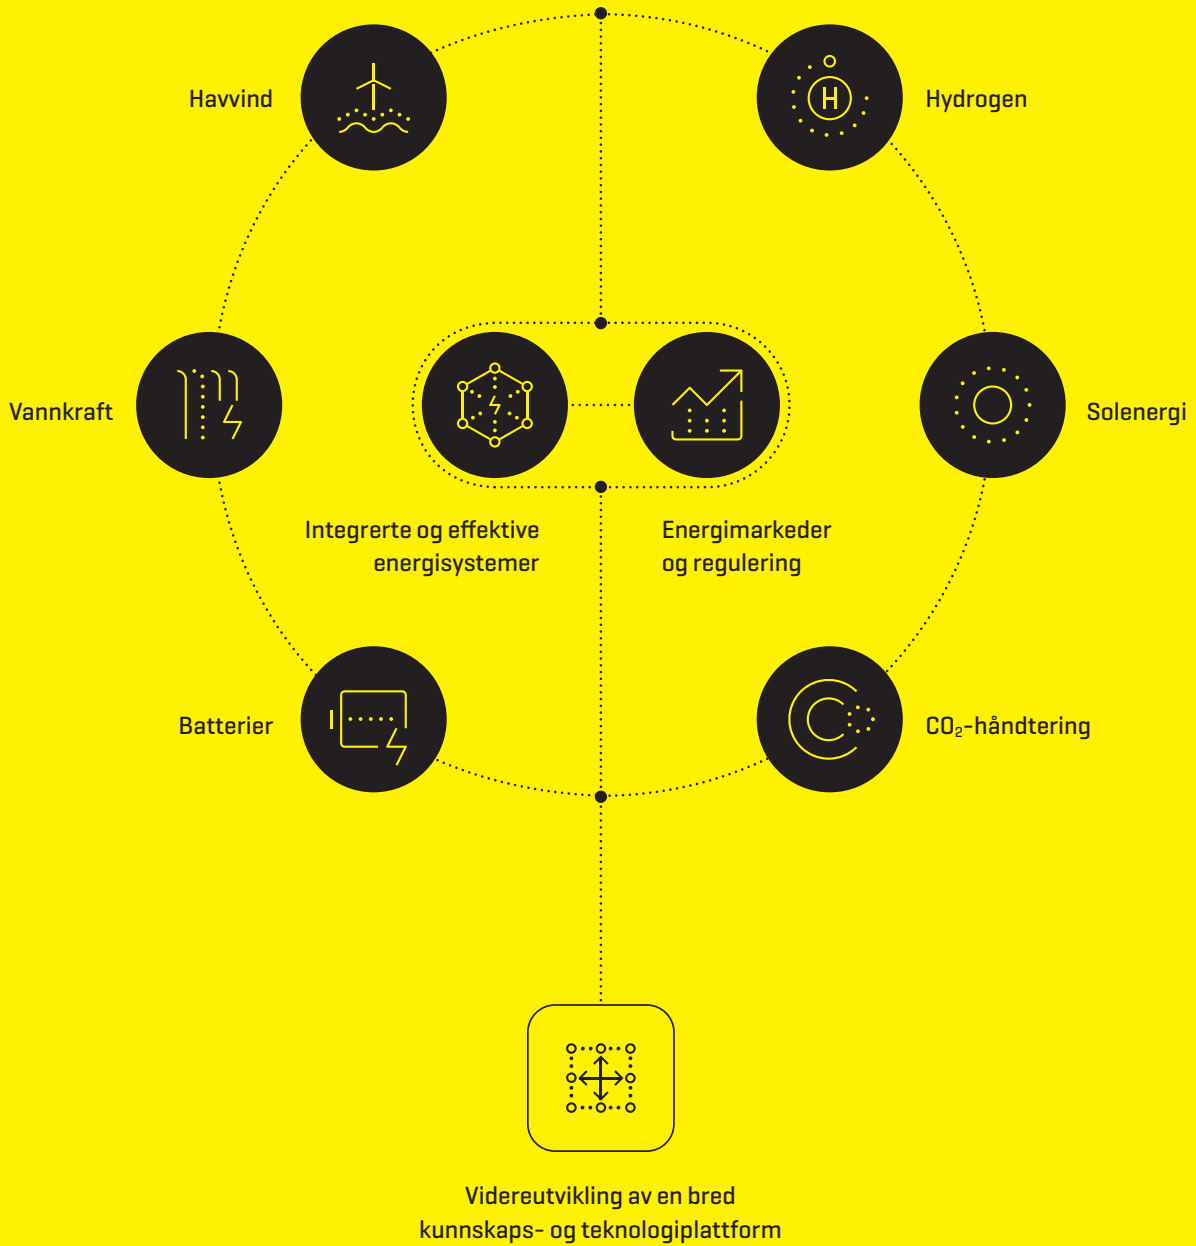 Havvind
Hydrogen
H
Vannkraft
Solenergi
Integrerte og effektive
energisystemer
Energimarkeder
og regulering
Batterier
CO₂-håndtering
Videreutvikling av en bred
kunnskaps- og teknologiplattform